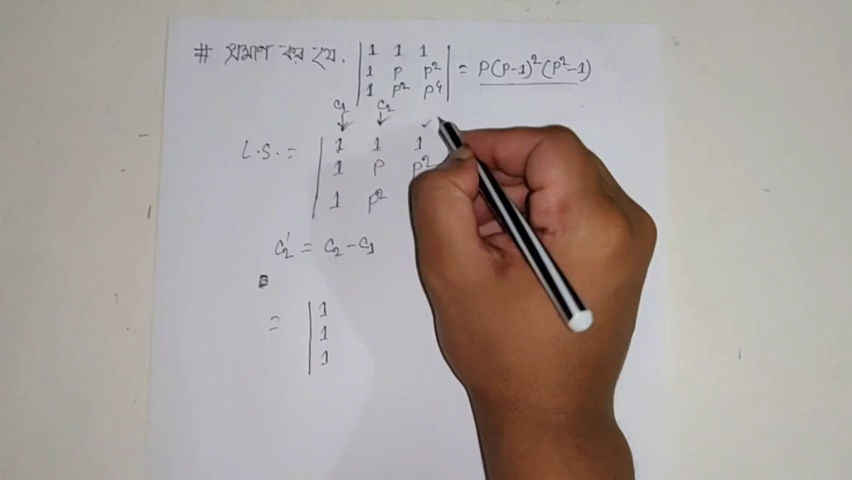 # প্রমাণ কর যে, | 1 1 1 |
| 1 P P² | = P(P-1)²(P²-1)
| 1 P² P⁴ |
C₁ C₂
↓ ↓
L.S. = | 1 1 1
| 1 P P²
| 1 P²
C₂' = C₂ - C₁
= | 1
| 1
| 1